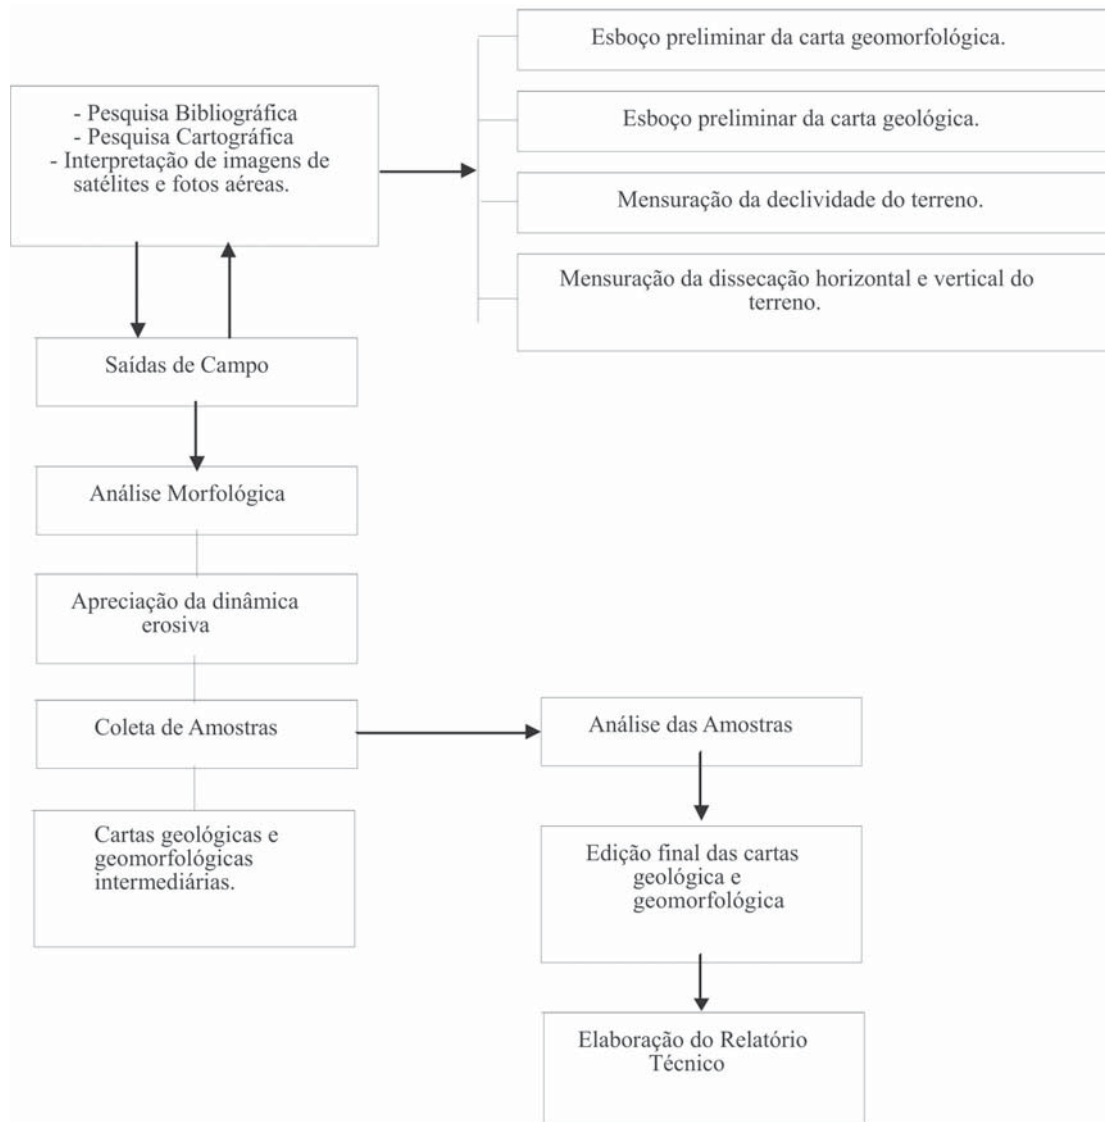 - Pesquisa Bibliográfica
- Pesquisa Cartográfica
- Interpretação de imagens de
satélites e fotos aéreas.
Esboço preliminar da carta geomorfológica.
Esboço preliminar da carta geológica.
Mensuração da declividade do terreno.
Mensuração da dissecação horizontal e vertical do
terreno.
Saídas de Campo
Análise Morfológica
Apreciação da dinâmica
erosiva
Coleta de Amostras
Cartas geológicas e
geomorfológicas
intermediárias.
Análise das Amostras
Edição final das cartas
geológica e
geomorfológica
Elaboração do Relatório
Técnico